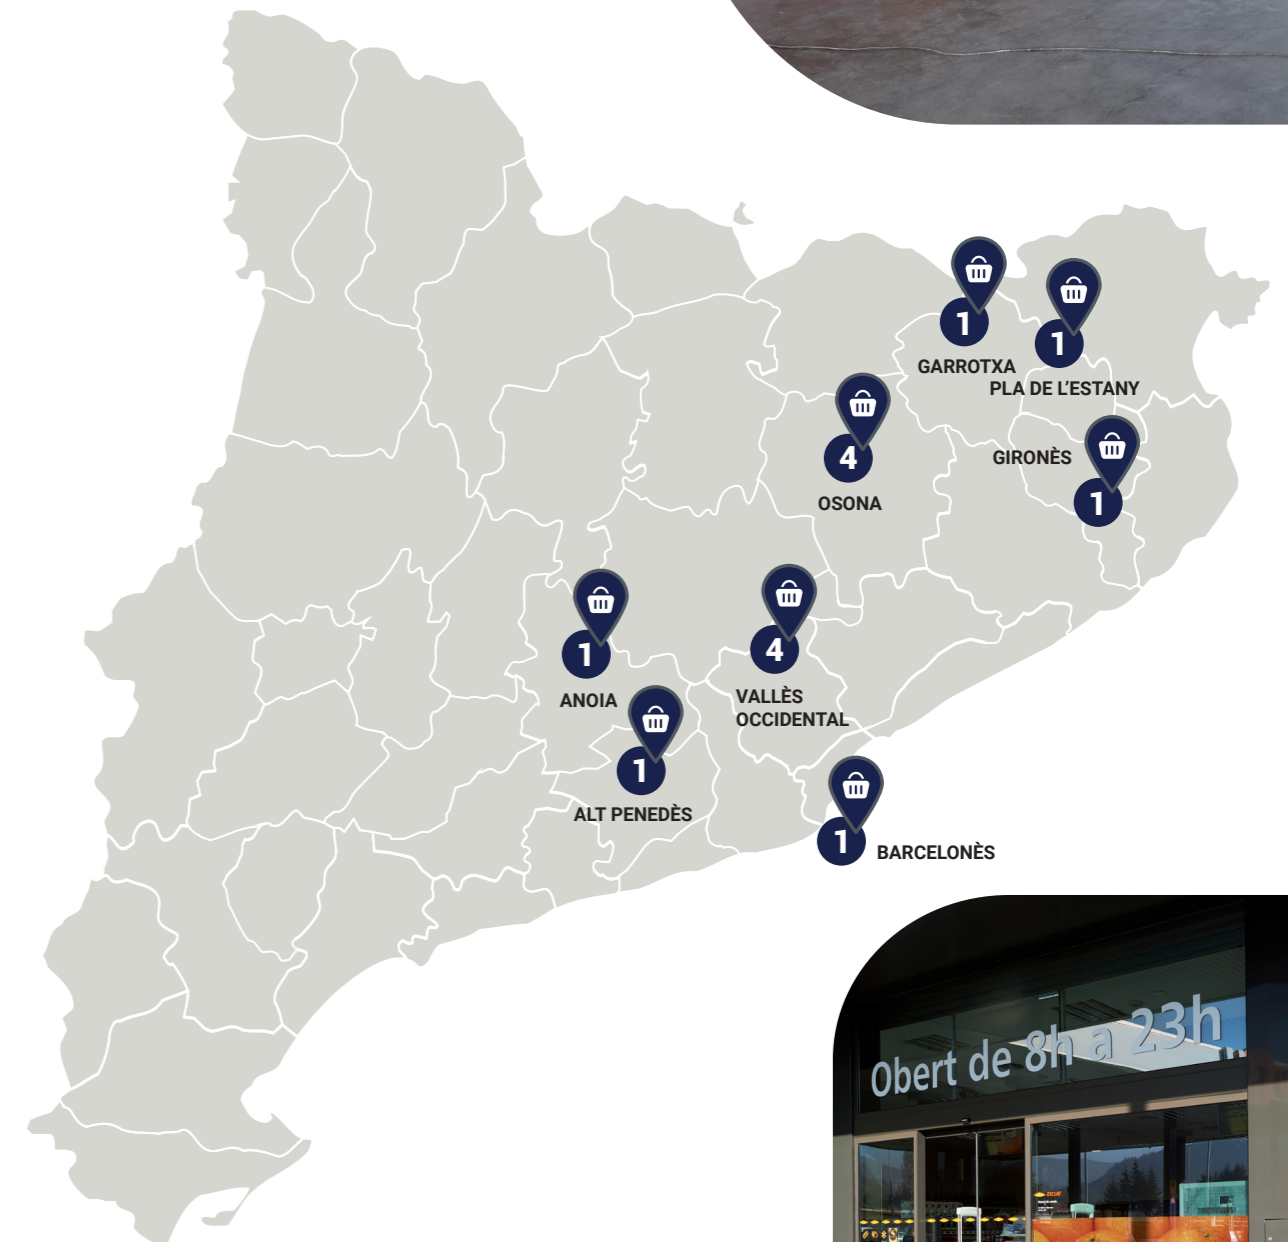 1
GARROTXA
1
PLA DE L’ESTANY
4
OSONA
GIRONÈS
1
1
ANOIA
4
VALLÈS
OCCIDENTAL
1
ALT PENEDÈS
1
BARCELONÈS
Obert de 8h a 23h